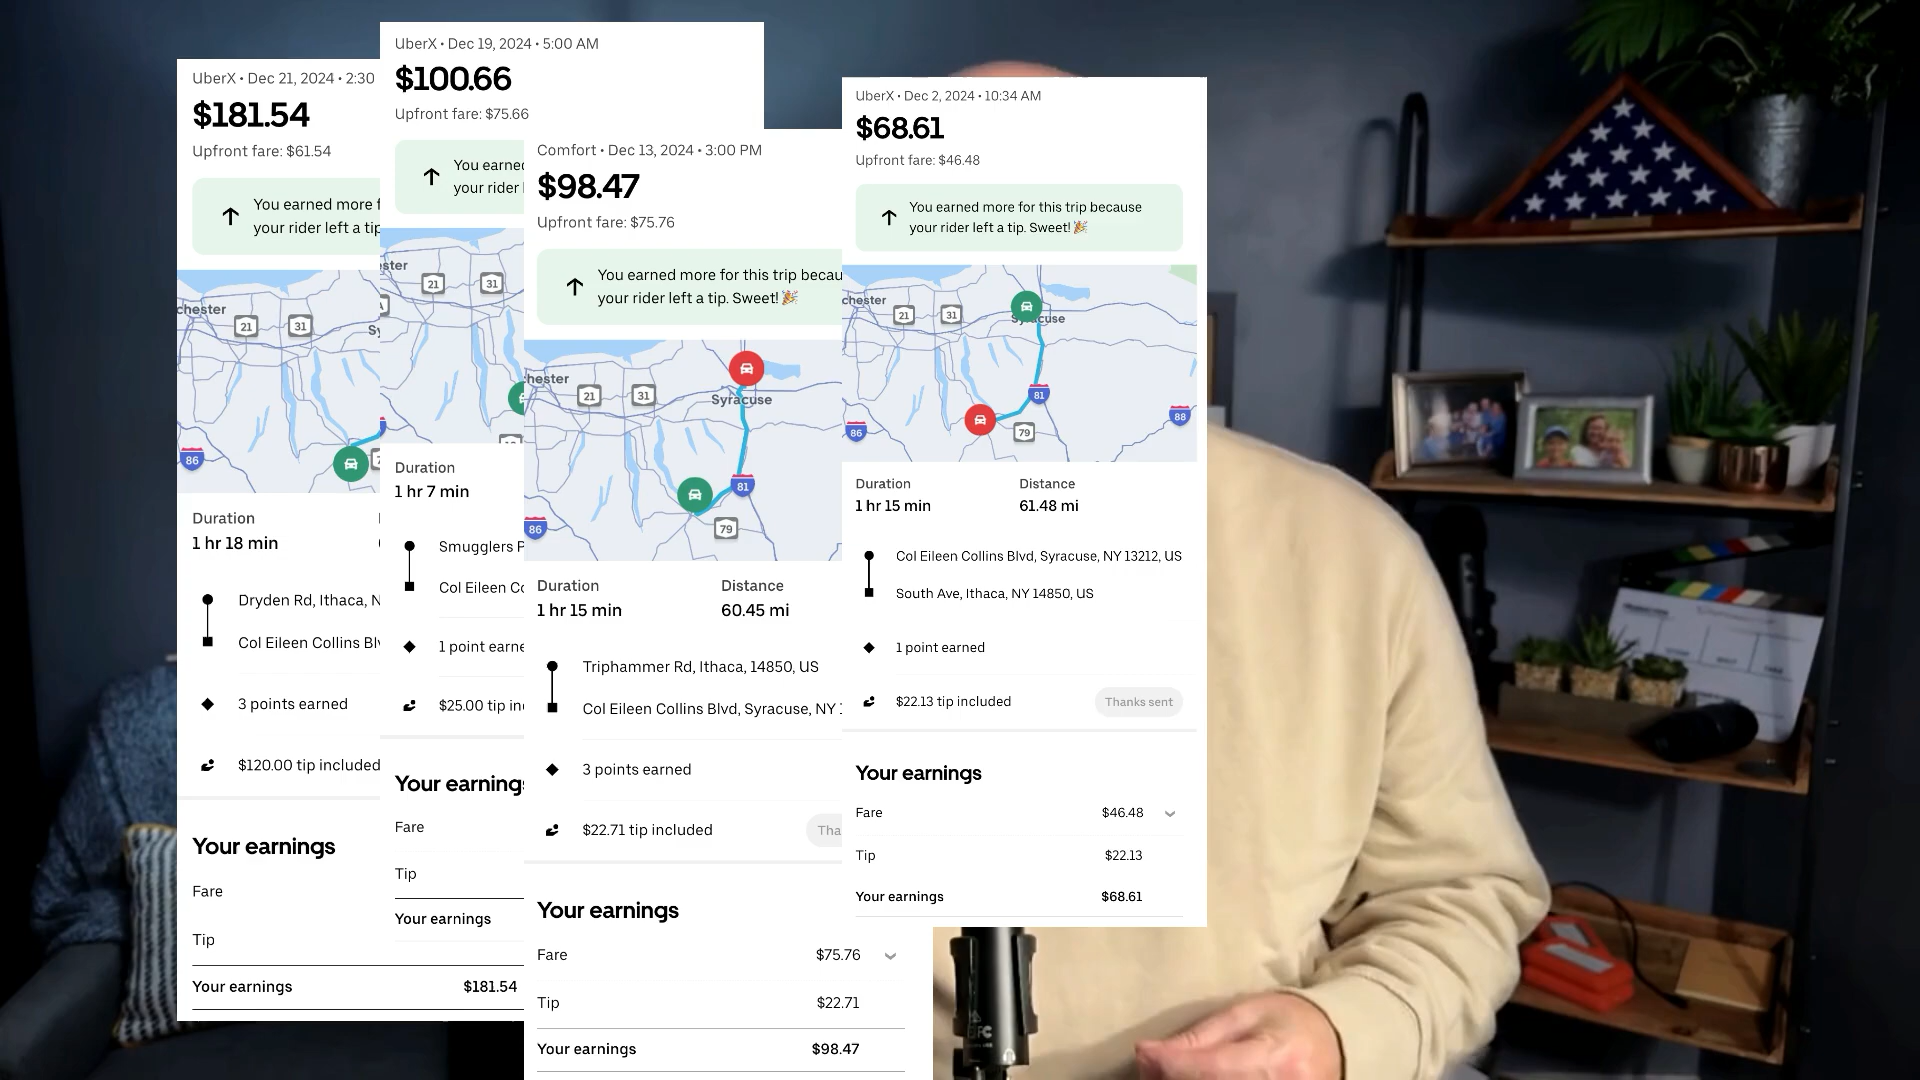 UberX • Dec 21, 2024 • 2:30
$181.54
Upfront fare: $61.54
You earned more
your rider left a tip
chester
21
31
86
Duration
1 hr 18 min
Dryden Rd, Ithaca, N
Col Eileen Collins
3 points earned
$120.00 tip included
Your earnings
Fare
Tip
Your earnings $181.54
UberX • Dec 19, 2024 • 5:00 AM
$100.66
Upfront fare: $75.66
You earned
your rider
ster
21
31
Duration
1 hr 7 min
Smugglers
Col Eileen
1 point
$25.00 tip
Your earnings
Fare
Tip
Your earnings
Comfort • Dec 13, 2024 • 3:00 PM
$98.47
Upfront fare: $75.76
You earned more for this trip becau
your rider left a tip. Sweet!
hester
21
31
Syracuse
81
86
79
Duration Distance
1 hr 15 min 60.45 mi
Triphammer Rd, Ithaca, 14850, US
Col Eileen Collins Blvd, Syracuse, NY
3 points earned
$22.71 tip included Tha
Your earnings
Fare $75.76
Tip $22.71
Your earnings $98.47
UberX • Dec 2, 2024 • 10:34 AM
$68.61
Upfront fare: $46.48
You earned more for this trip because
your rider left a tip. Sweet!
chester
21
31
Syracuse
81
86
88
79
Duration Distance
1 hr 15 min 61.48 mi
Col Eileen Collins Blvd, Syracuse, NY 13212, US
South Ave, Ithaca, NY 14850, US
1 point earned
$22.13 tip included Thanks sent
Your earnings
Fare $46.48
Tip $22.13
Your earnings $68.61